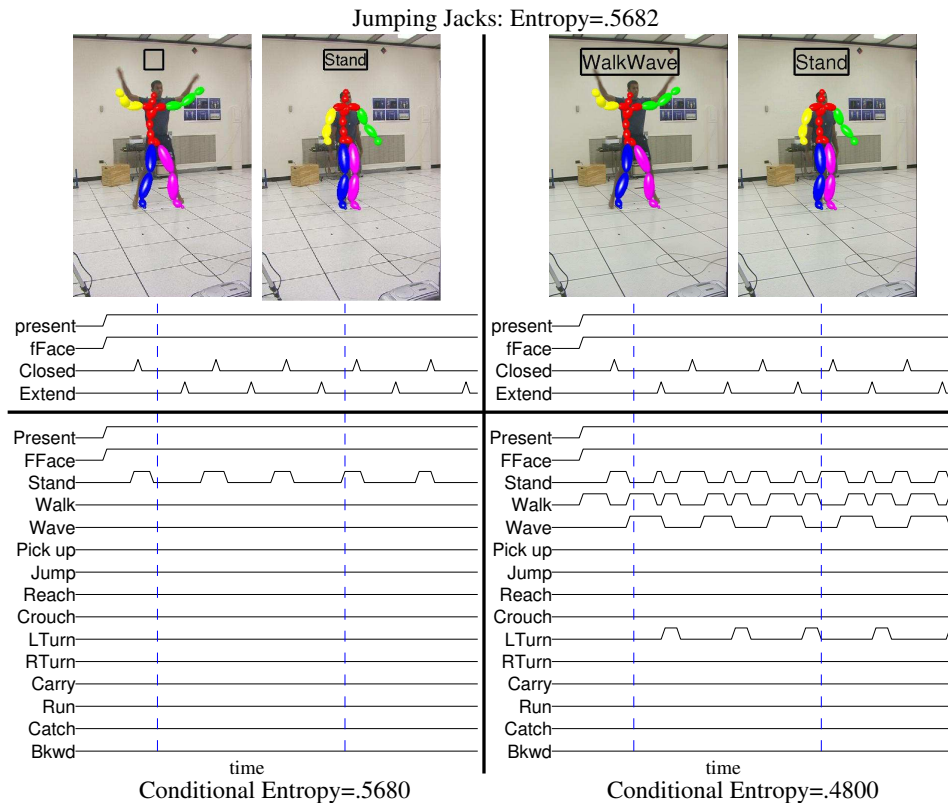 Jumping Jacks: Entropy=.5682
Stand
WalkWave
Stand
present
fFace
Closed
Extend
present
fFace
Closed
Extend
Present
FFace
Stand
Walk
Wave
Pick up
Jump
Reach
Crouch
LTurn
RTurn
Carry
Run
Catch
Bkwd
time
Conditional Entropy=.5680
Present
FFace
Stand
Walk
Wave
Pick up
Jump
Reach
Crouch
LTurn
RTurn
Carry
Run
Catch
Bkwd
time
Conditional Entropy=.4800